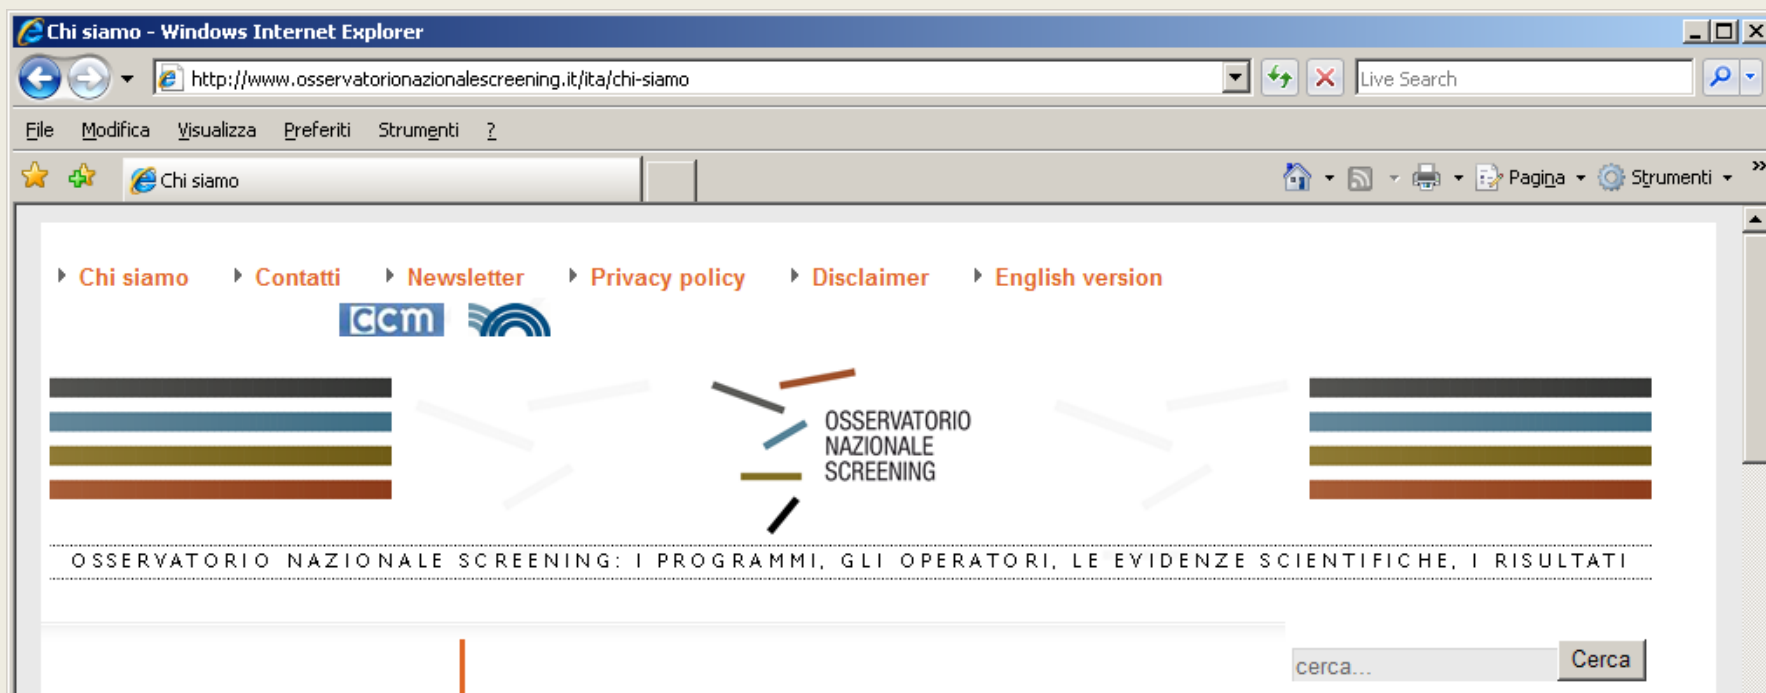 Chi siamo - Windows Internet Explorer
http://www.osservatorionazionalescreening.it/ita/chi-siamo
Live Search
File Modifica Visualizza Preferiti Strumenti ?
Chi siamo
Pagina Strumenti »
Chi siamo Contatti Newsletter Privacy policy Disclaimer English version
ccm
OSSERVATORIO
NAZIONALE
SCREENING
OSSERVATORIO NAZIONALE SCREENING: I PROGRAMMI, GLI OPERATORI, LE EVIDENZE SCIENTIFICHE, I RISULTATI
cerca... Cerca